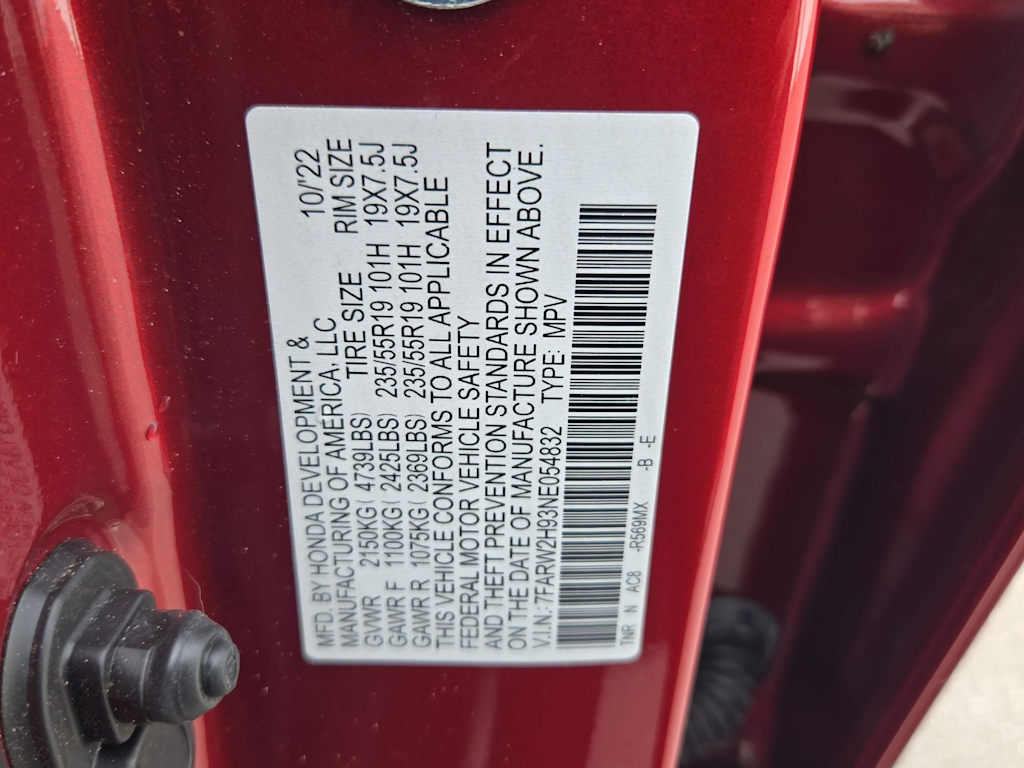 MFD. BY HONDA DEVELOPMENT & 10/'22
MANUFACTURING OF AMERICA, LLC
TIRE SIZE RIM SIZE
GVWR 2150KG( 4739LBS)
GAWR F 1100KG( 2425LBS) 235/55R19 101H 19X7.5J
GAWR R 1075KG( 2369LBS) 235/55R19 101H 19X7.5J
THIS VEHICLE CONFORMS TO ALL APPLICABLE
FEDERAL MOTOR VEHICLE SAFETY
AND THEFT PREVENTION STANDARDS IN EFFECT
ON THE DATE OF MANUFACTURE SHOWN ABOVE.
V.I.N.: 7FARW2H93NE054832 TYPE: MPV
TNR N AC8 -R569MX -B -E